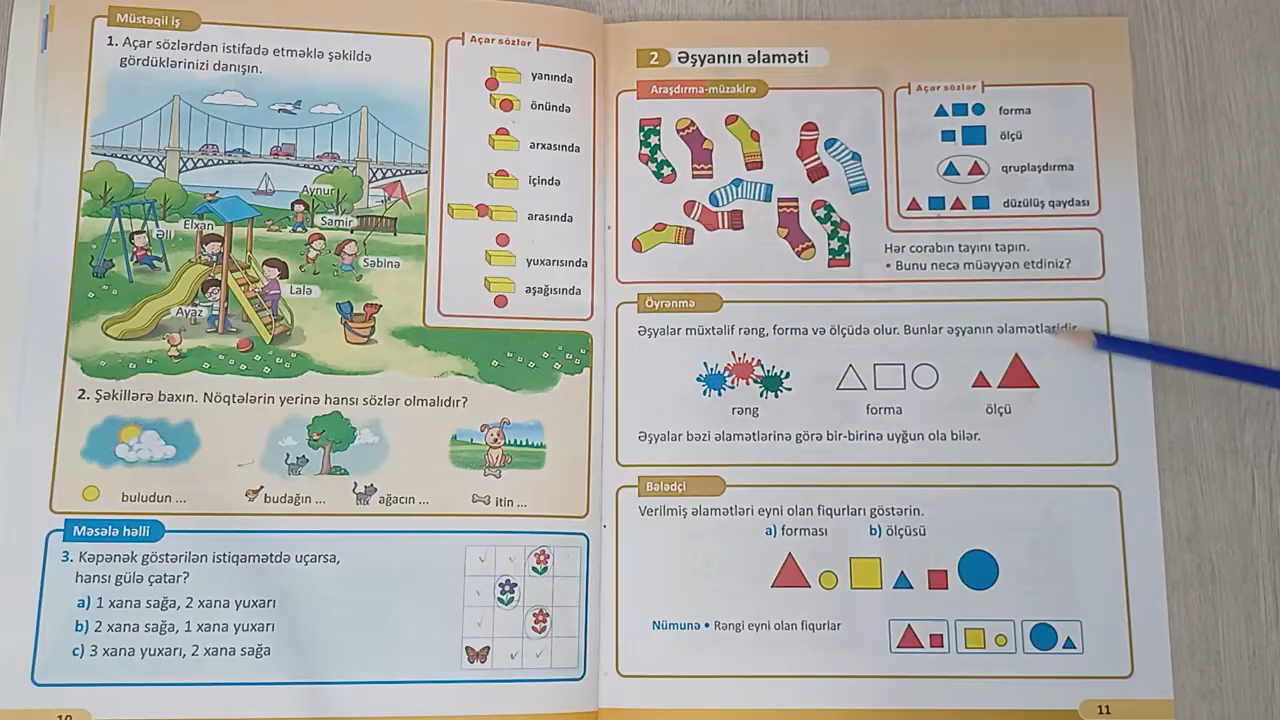 Müstəqil iş
1. Açar sözlərdən istifadə etməklə şəkildə
gördüklərinizi danışın.
Aynur
Samir
Elxan
Əli
Səbinə
Lalə
Ayaz
Açar sözlər
yanında
önündə
arxasında
içində
arasında
yuxarısında
aşağısında
2. Şəkillərə baxın. Nöqtələrin yerinə hansı sözlər olmalıdır?
buludun ...
budağın ...
ağacın ...
itin ...
Məsələ həlli
3. Kəpənək göstərilən istiqamətdə uçarsa,
hansı gülə çatar?
a) 1 xana sağa, 2 xana yuxarı
b) 2 xana sağa, 1 xana yuxarı
c) 3 xana yuxarı, 2 xana sağa
10
2 Əşyanın əlaməti
Araşdırma-müzakirə
Açar sözlər
forma
ölçü
qruplaşdırma
düzülüş qaydası
Hər corabın tayını tapın.
• Bunu necə müəyyən etdiniz?
Öyrənmə
Əşyalar müxtəlif rəng, forma və ölçüdə olur. Bunlar əşyanın əlamətləridir.
rəng
forma
ölçü
Əşyalar bəzi əlamətlərinə görə bir-birinə uyğun ola bilər.
Bələdçi
Verilmiş əlamətləri eyni olan fiqurları göstərin.
a) forması b) ölçüsü
Nümunə • Rəngi eyni olan fiqurlar
11